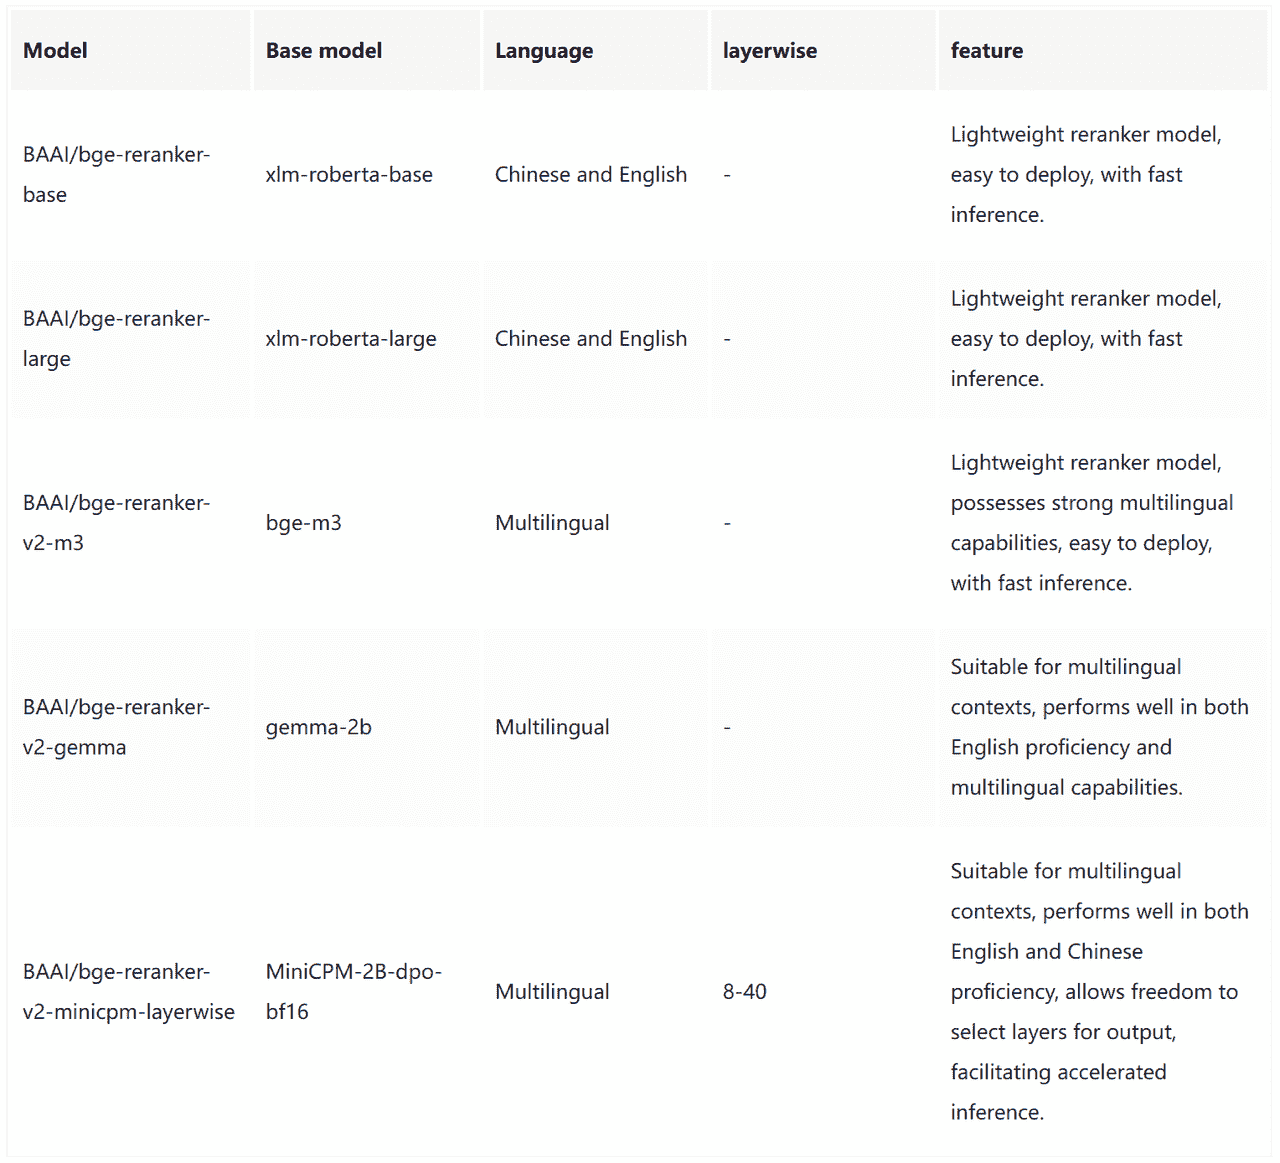 Model
Base model
Language
layerwise
feature
BAAI/bge-reranker-
base
xlm-roberta-base
Chinese and English
-
Lightweight reranker model,
easy to deploy, with fast
inference.
BAAI/bge-reranker-
large
xlm-roberta-large
Chinese and English
-
Lightweight reranker model,
easy to deploy, with fast
inference.
BAAI/bge-reranker-
v2-m3
bge-m3
Multilingual
-
Lightweight reranker model,
possesses strong multilingual
capabilities, easy to deploy,
with fast inference.
BAAI/bge-reranker-
v2-gemma
gemma-2b
Multilingual
-
Suitable for multilingual
contexts, performs well in both
English proficiency and
multilingual capabilities.
BAAI/bge-reranker-
v2-minicpm-layerwise
MiniCPM-2B-dpo-
bf16
Multilingual
8-40
Suitable for multilingual
contexts, performs well in both
English and Chinese
proficiency, allows freedom to
select layers for output,
facilitating accelerated
inference.